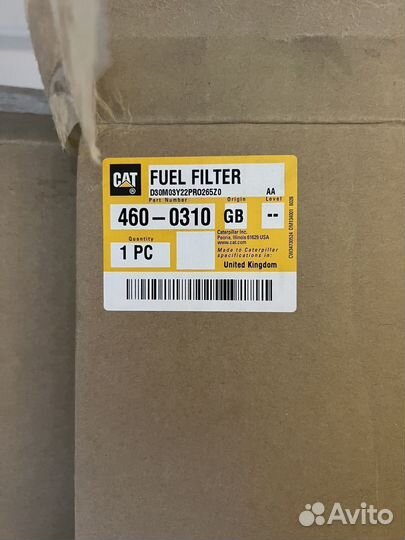 CAT
FUEL FILTER
D30M03Y22PR0265Z0 AA
Part Number Origin Level
460-0310 GB --
Quantity
1 PC
Caterpillar Inc.
Peoria, Illinois 61629 USA
www.cat.com
Made to Caterpillar
specifications in:
United Kingdom
Avito